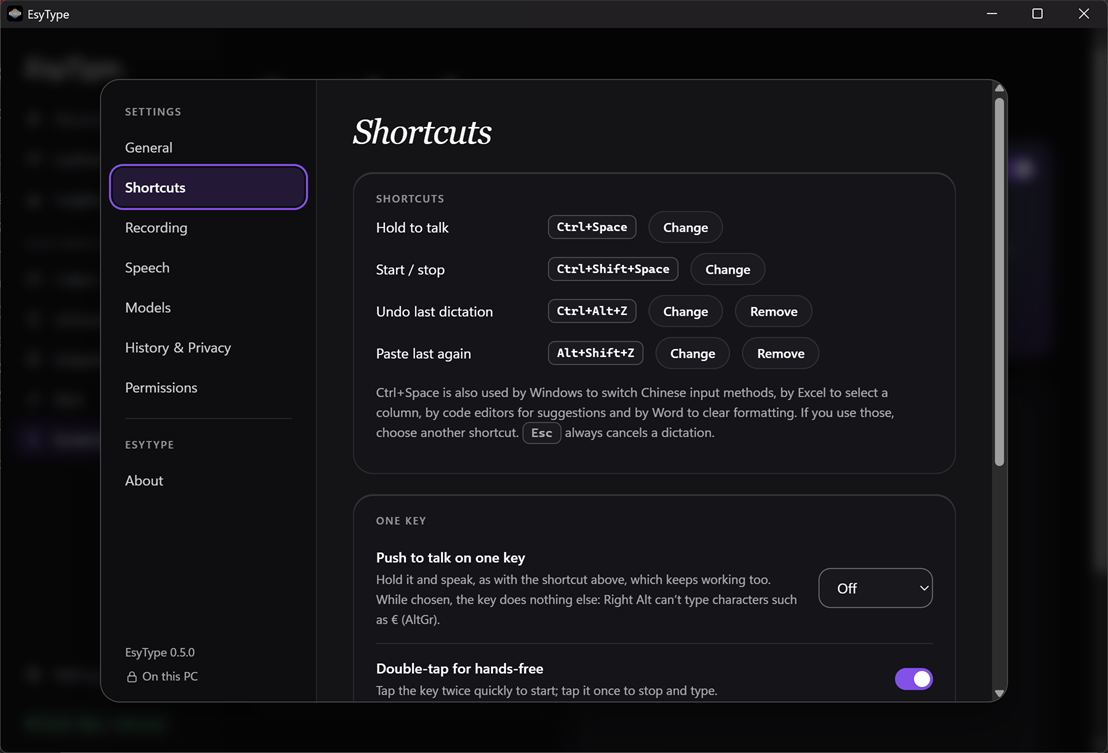 EsyType
SETTINGS
General
Shortcuts
Recording
Speech
Models
History & Privacy
Permissions
ESYTYPE
About
EsyType 0.5.0
On this PC
Shortcuts
SHORTCUTS
Hold to talk Ctrl+Space Change
Start / stop Ctrl+Shift+Space Change
Undo last dictation Ctrl+Alt+Z Change Remove
Paste last again Alt+Shift+Z Change Remove
Ctrl+Space is also used by Windows to switch Chinese input methods, by Excel to select a
column, by code editors for suggestions and by Word to clear formatting. If you use those,
choose another shortcut. Esc always cancels a dictation.
ONE KEY
Push to talk on one key
Hold it and speak, as with the shortcut above, which keeps working too.
While chosen, the key does nothing else: Right Alt can't type characters such
as € (AltGr).
Off
Double-tap for hands-free
Tap the key twice quickly to start; tap it once to stop and type.